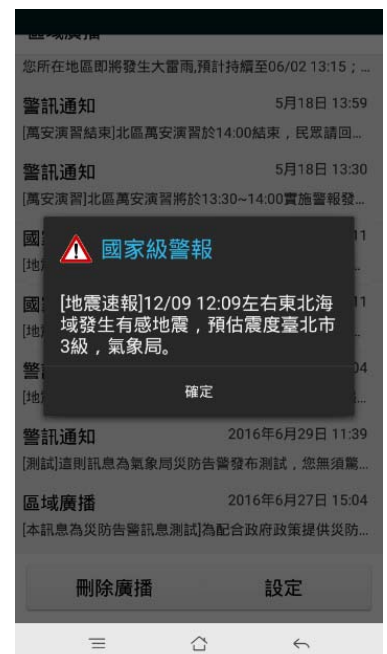 區域廣播
您所在地區即將發生大雷雨,預計持續至06/02 13:15；...
警訊通知 5月18日 13:59
[萬安演習結束]北區萬安演習於14:00結束，民眾請回...
警訊通知 5月18日 13:30
[萬安演習]北區萬安演習將於13:30~14:00實施警報發...
國
11
[地
國家級警報
[地震速報]12/09 12:09左右東北海
域發生有感地震，預估震度臺北市
3級，氣象局。
確定
國
11
[地
警
04
[地
警訊通知 2016年6月29日 11:39
[測試]這則訊息為氣象局災防告警發布測試，您無須驚...
區域廣播 2016年6月27日 15:04
[本訊息為災防告警訊息測試]為配合政府政策提供災防...
刪除廣播 設定